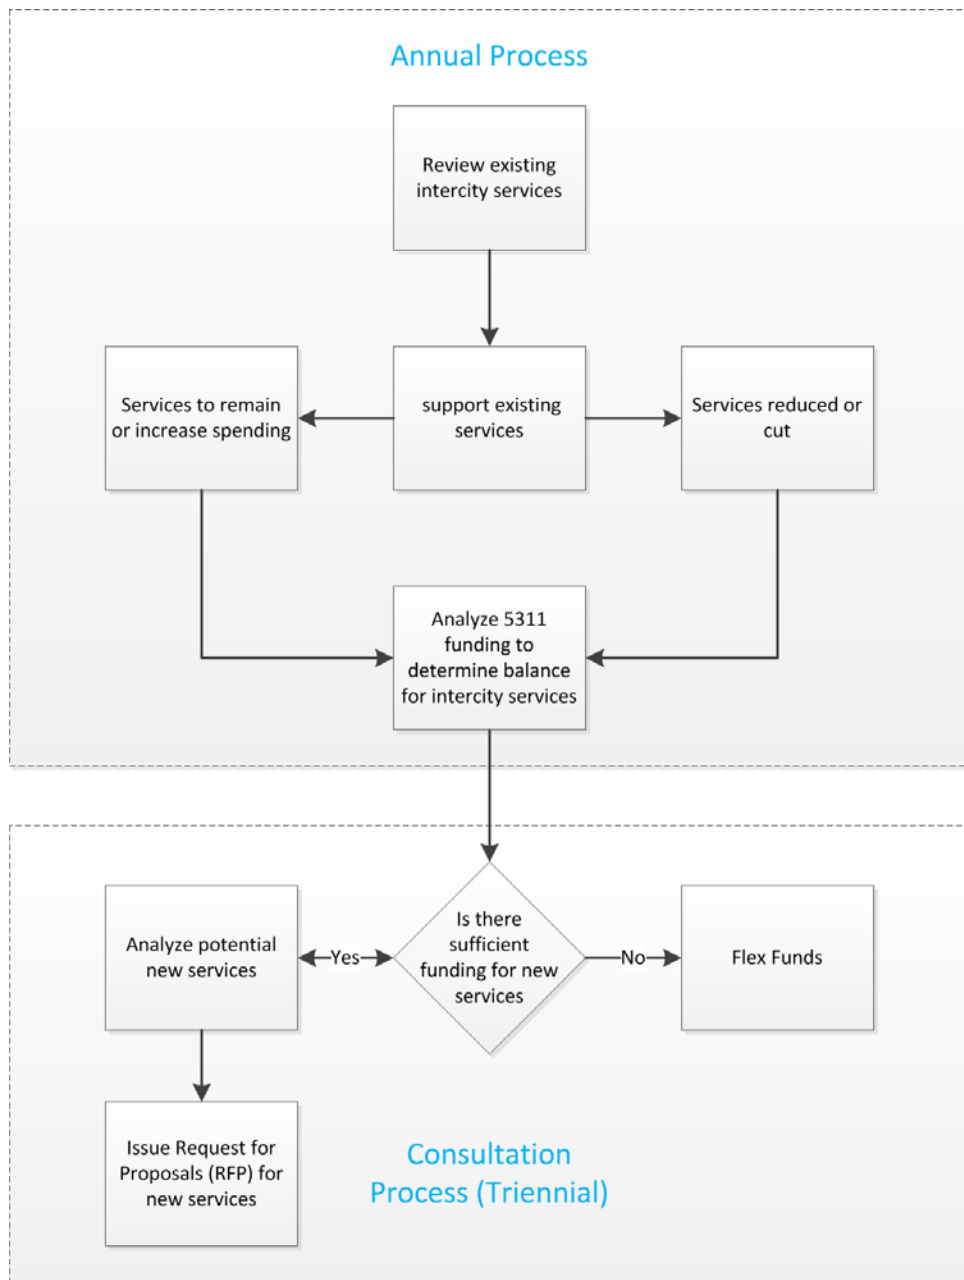 Annual Process
Review existing
intercity services
Services to remain
or increase spending
support existing
services
Services reduced or
cut
Analyze 5311
funding to
determine balance
for intercity services
Analyze potential
new services
Yes
Is there
sufficient
funding for new
services
No
Flex Funds
Issue Request for
Proposals (RFP) for
new services
Consultation
Process (Triennial)